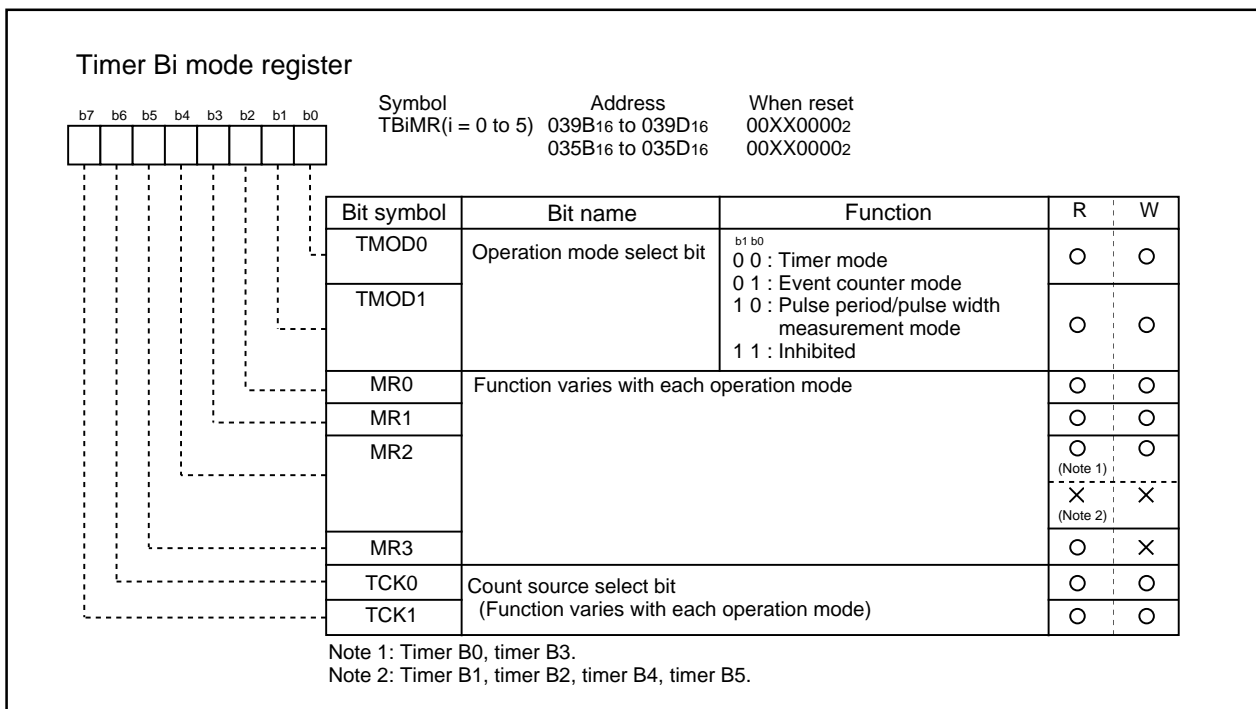 Timer Bi mode register
Symbol Address When reset
b7 b6 b5 b4 b3 b2 b1 b0
TBiMR(i = 0 to 5) 039B16 to 039D16 00XX00002
035B16 to 035D16 00XX00002
Bit symbol Bit name Function R W
TMOD0 Operation mode select bit b1 b0
0 0 : Timer mode
0 1 : Event counter mode
TMOD1 1 0 : Pulse period/pulse width
measurement mode
1 1 : Inhibited
MR0 Function varies with each operation mode
MR1
MR2
(Note 1)
(Note 2)
MR3
TCK0 Count source select bit
TCK1 (Function varies with each operation mode)
Note 1: Timer B0, timer B3.
Note 2: Timer B1, timer B2, timer B4, timer B5.